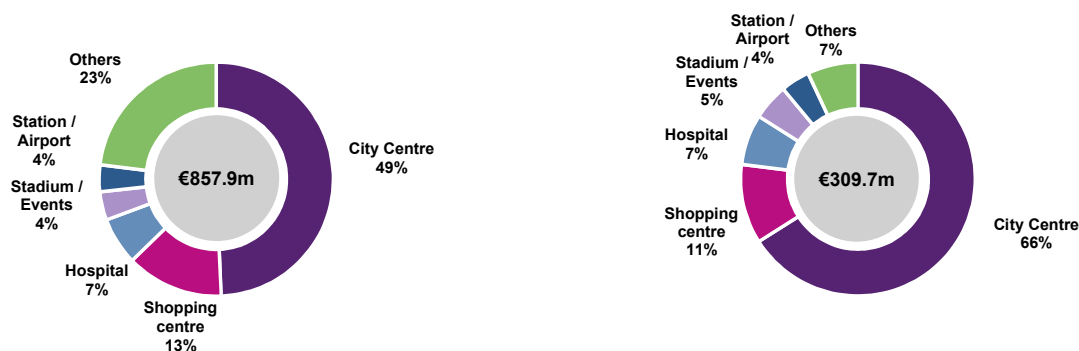 Others
23%
Station /
Airport
4%
Stadium /
Events
4%
Hospital
7%
Shopping
centre
13%
City Centre
49%
€857.9m
Station /
Airport
4%
Others
7%
Stadium /
Events
5%
Hospital
7%
Shopping
centre
11%
City Centre
66%
€309.7m